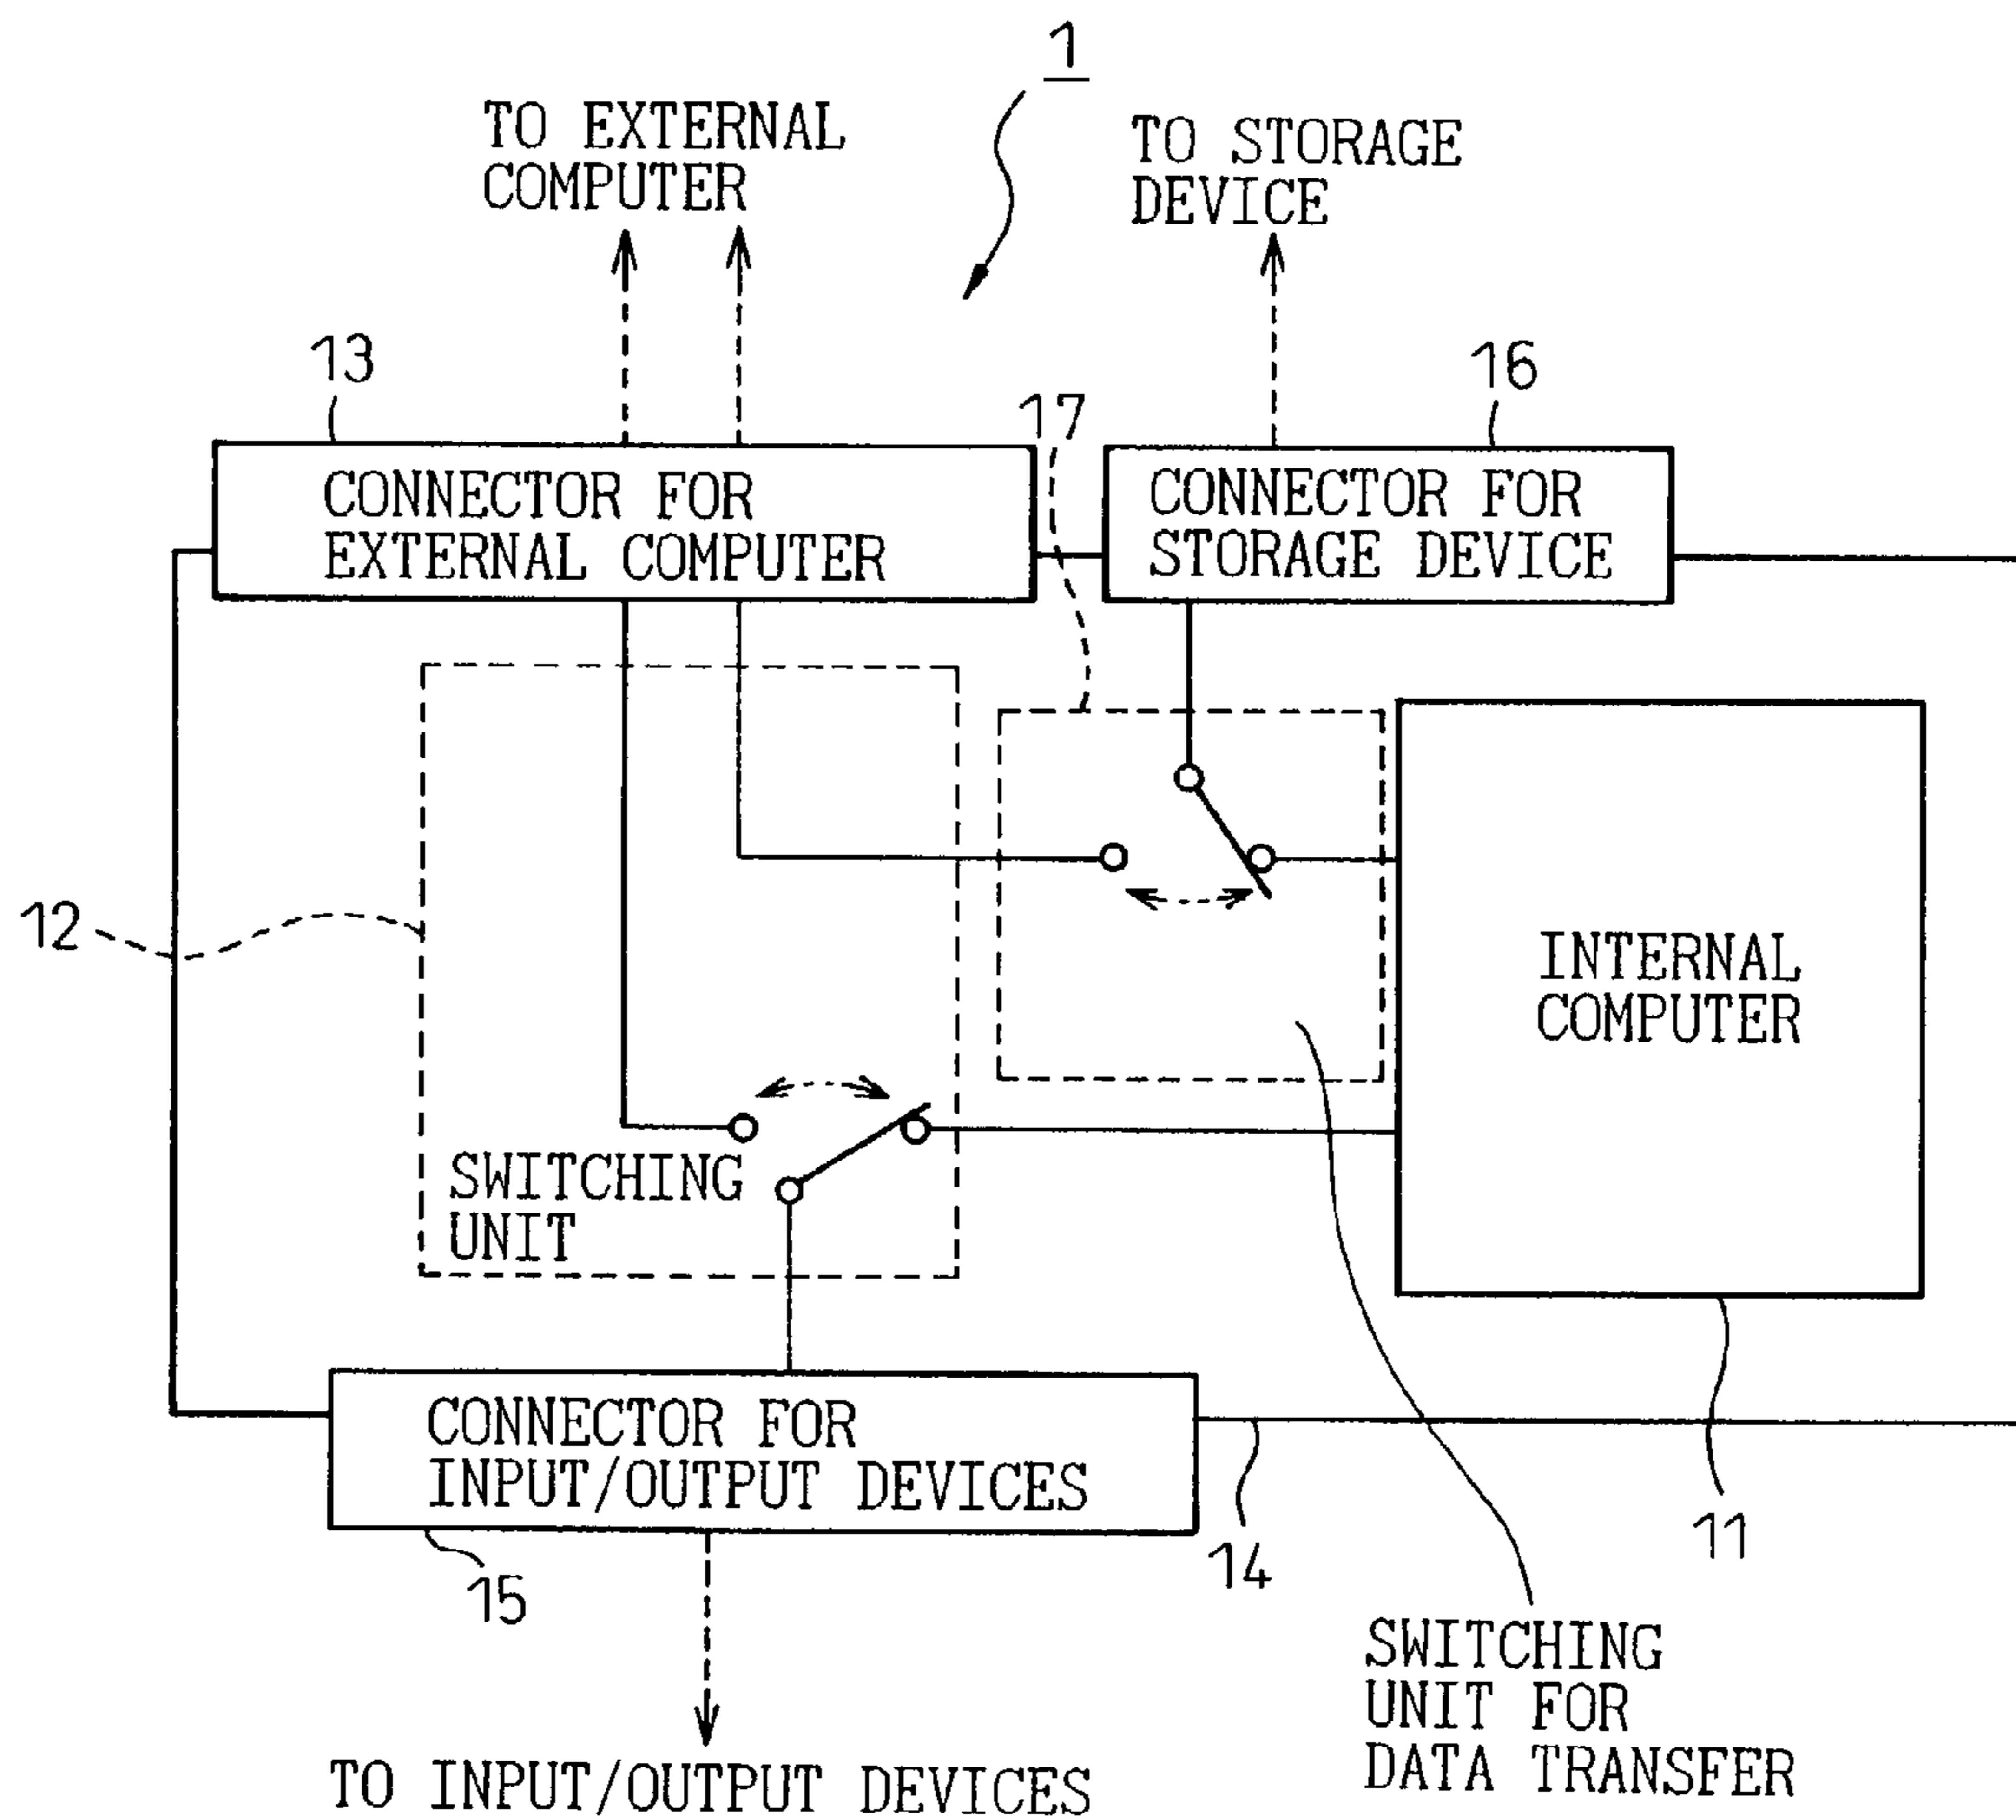 1
TO EXTERNAL
COMPUTER
TO STORAGE
DEVICE
13
17
16
CONNECTOR FOR
EXTERNAL COMPUTER
CONNECTOR FOR
STORAGE DEVICE
12
INTERNAL
COMPUTER
SWITCHING
UNIT
CONNECTOR FOR
INPUT/OUTPUT DEVICES
15
14
11
SWITCHING
UNIT FOR
DATA TRANSFER
TO INPUT/OUTPUT DEVICES